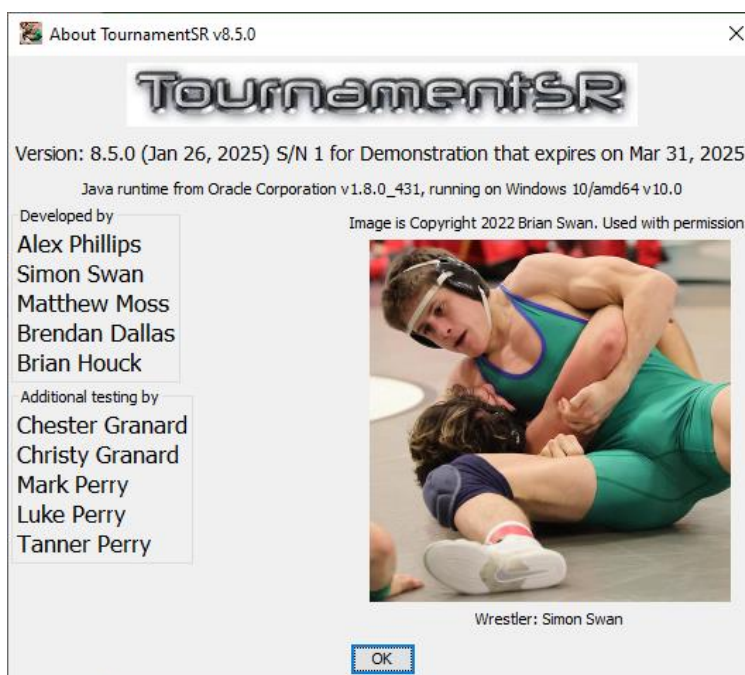 About TournamentSR v8.5.0
TournamentSR
Version: 8.5.0 (Jan 26, 2025) S/N 1 for Demonstration that expires on Mar 31, 2025
Java runtime from Oracle Corporation v1.8.0_431, running on Windows 10/amd64 v10.0
Developed by
Alex Phillips
Simon Swan
Matthew Moss
Brendan Dallas
Brian Houck
Additional testing by
Chester Granard
Christy Granard
Mark Perry
Luke Perry
Tanner Perry
Image is Copyright 2022 Brian Swan. Used with permission
Wrestler: Simon Swan
OK